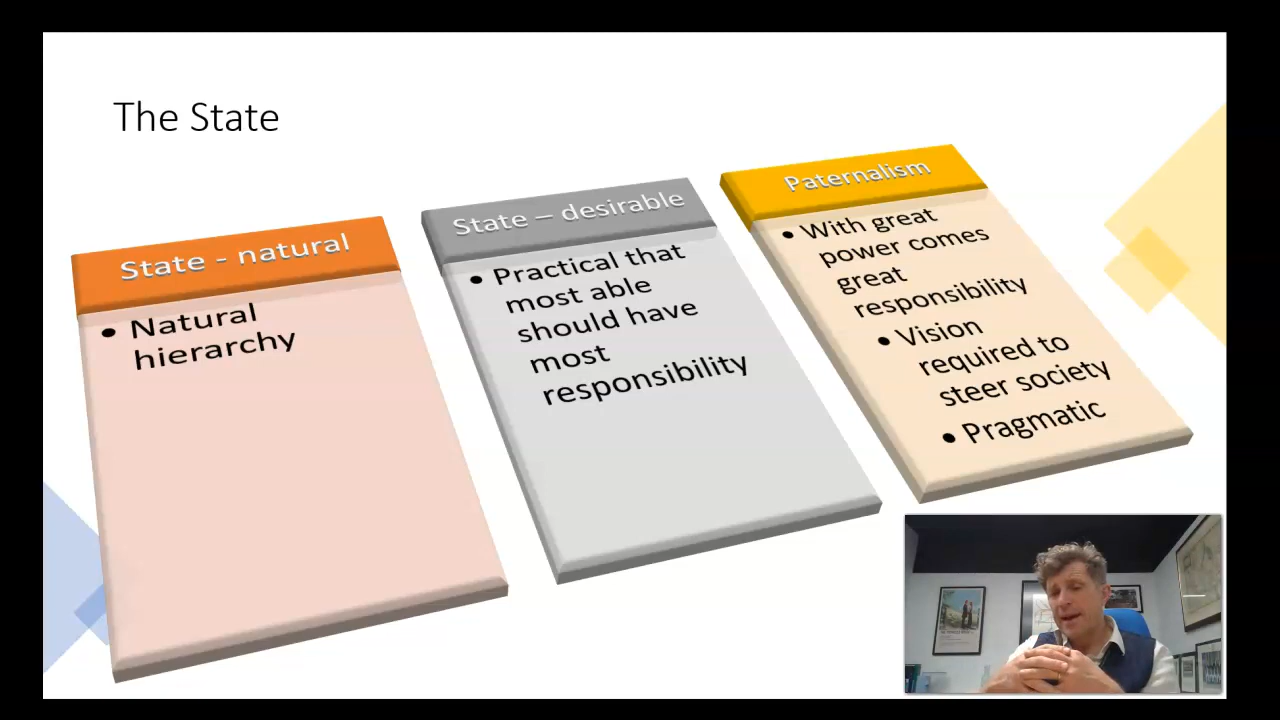 The State
State - natural
• Natural
hierarchy
State – desirable
• Practical that
most able
should have
most
responsibility
Paternalism
• With great
power comes
great
responsibility
• Vision
required to
steer society
• Pragmatic